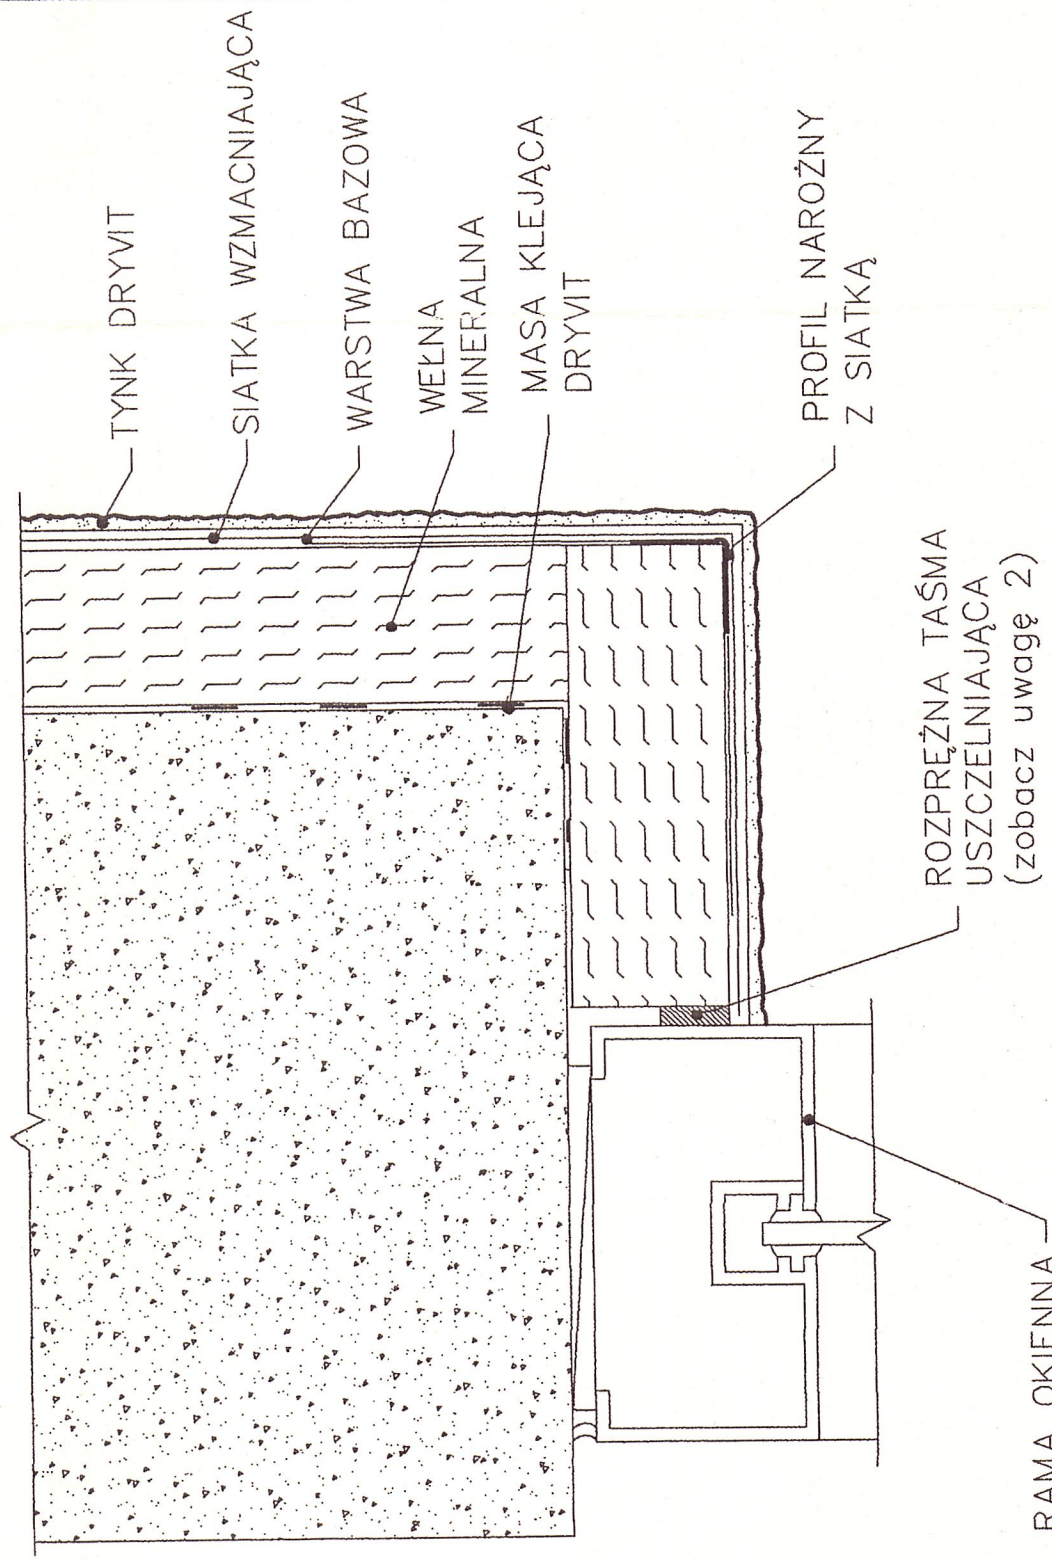 TYNK DRYVIT
SIATKA WZMACNIAJĄCA
WARSTWA BAZOWA
WEŁNA
MINERALNA
MASA KLEJĄCA
DRYVIT
PROFIL NAROŻNY
Z SIATKĄ
ROZPRĘŻNA TAŚMA
USZCZELNIAJĄCA
(zobacz uwagę 2)
RAMA OKIENNA